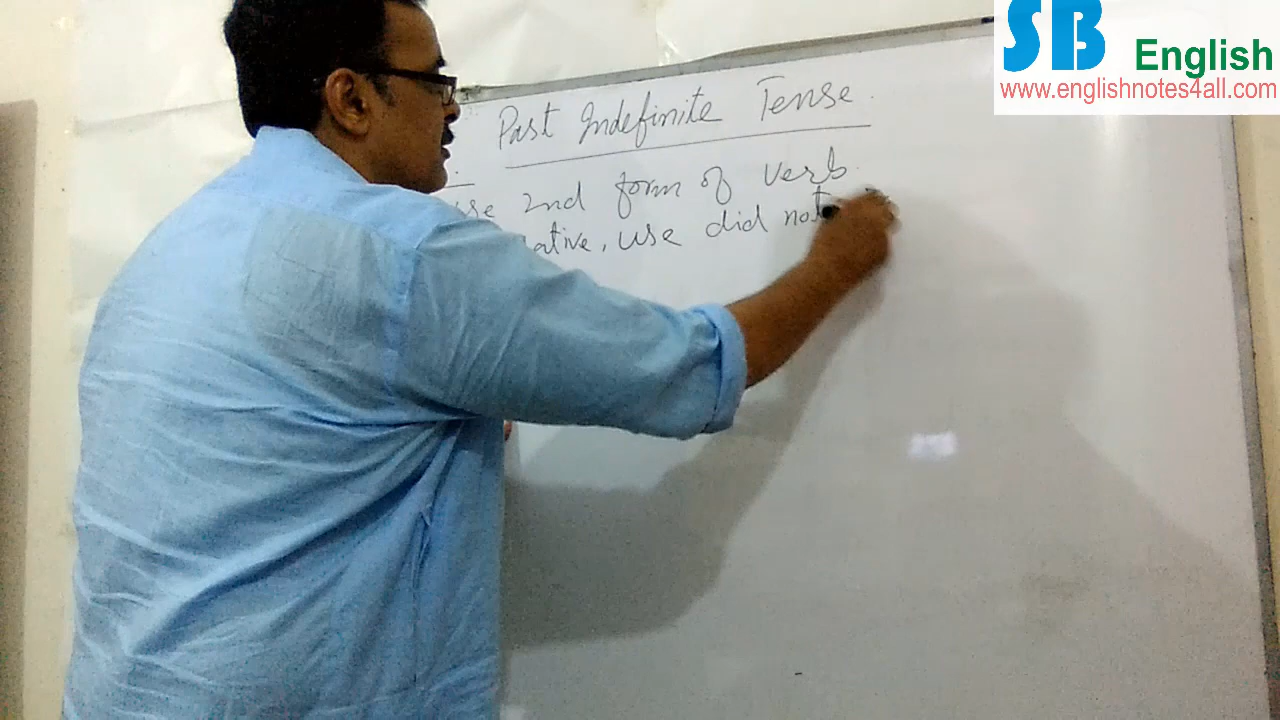 SB
English
www.englishnotes4all.com
Past Indefinite Tense.
2nd form of verb.
use did not